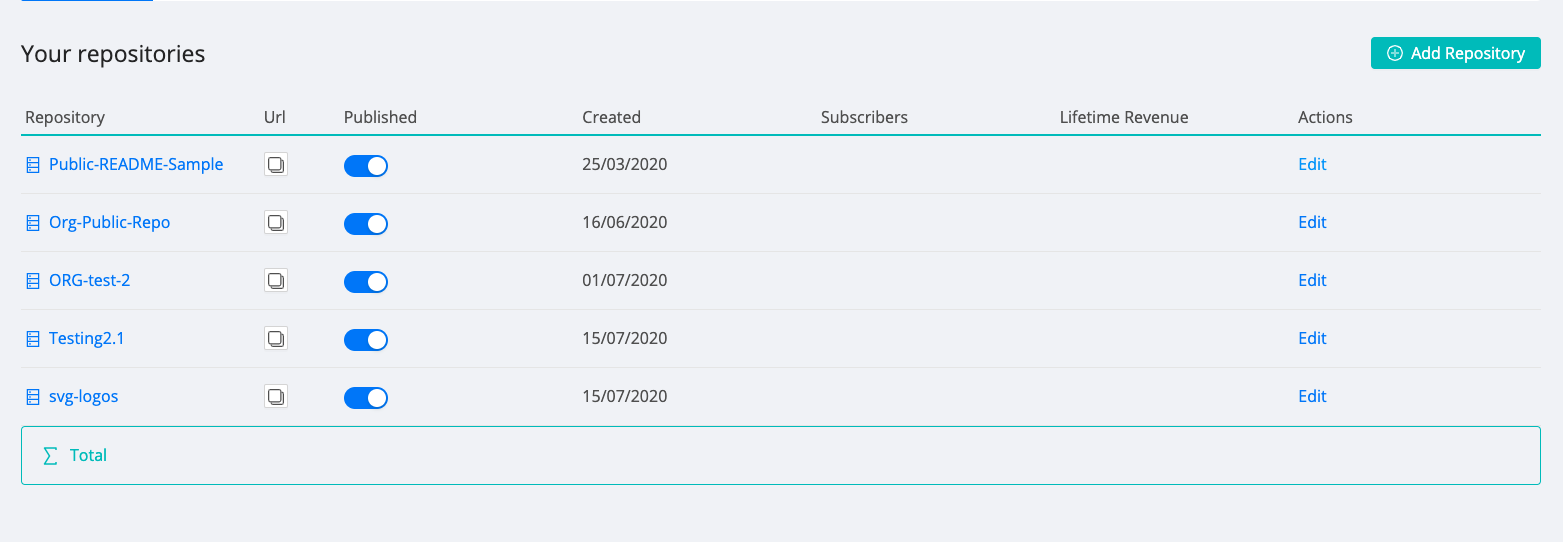 Your repositories
Add Repository
Repository Url Published Created Subscribers Lifetime Revenue Actions
Public-README-Sample 25/03/2020 Edit
Org-Public-Repo 16/06/2020 Edit
ORG-test-2 01/07/2020 Edit
Testing2.1 15/07/2020 Edit
svg-logos 15/07/2020 Edit
Total